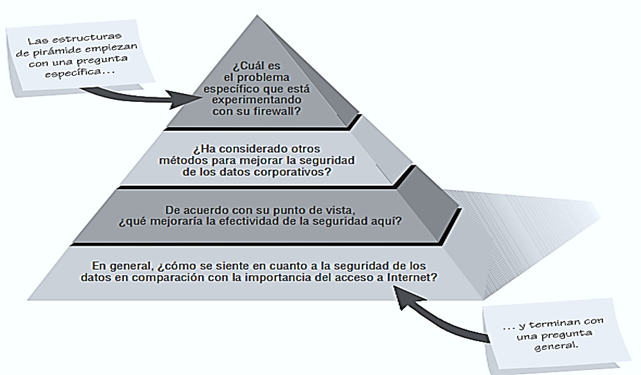 Las estructuras
de pirámide empiezan
con una pregunta
específica...
¿Cuál es
el problema
específico que está
experimentando
con su firewall?
¿Ha considerado otros
métodos para mejorar la seguridad
de los datos corporativos?
De acuerdo con su punto de vista,
¿qué mejoraría la efectividad de la seguridad aquí?
En general, ¿cómo se siente en cuanto a la seguridad de los
datos en comparación con la importancia del acceso a Internet?
... y terminan con
una pregunta
general.